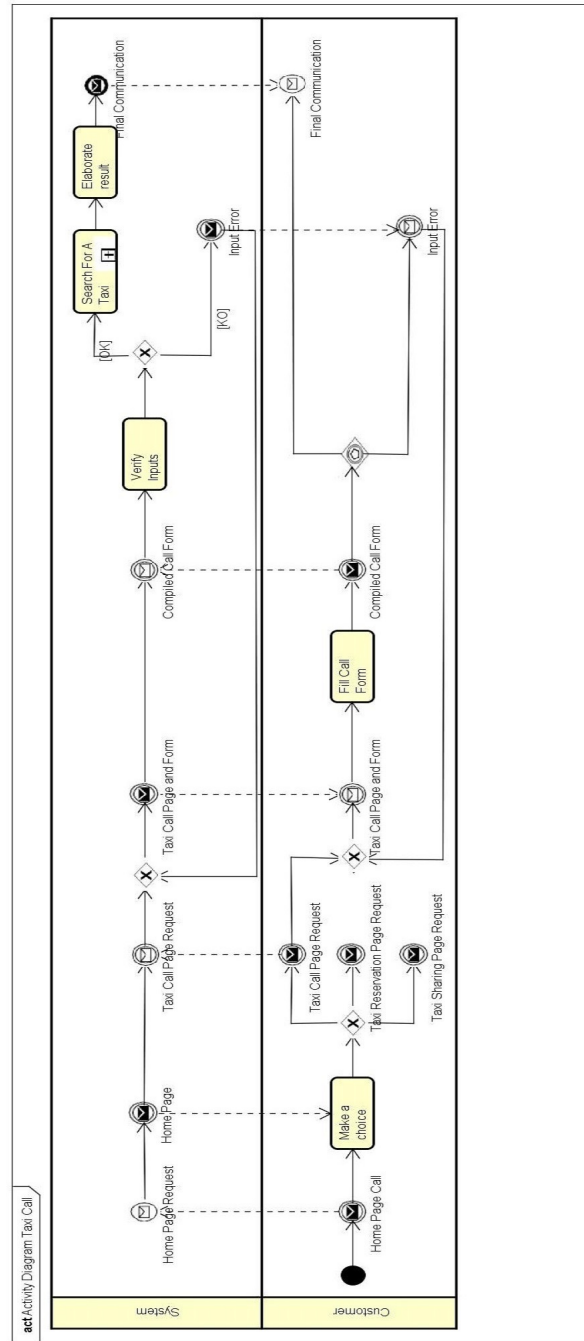 act Activity Diagram Taxi Call
System
Home Page Request
Home Page
Taxi Call Page Request
Taxi Call Page and Form
Compiled Call Form
Verify
Inputs
[OK]
[KO]
Search For A
Taxi
Elaborate
result
Input Error
Final Communication
Customer
Home Page Call
Make a
choice
Taxi Call Page Request
Taxi Reservation Page Request
Taxi Sharing Page Request
Taxi Call Page and Form
Fill Call
Form
Compiled Call Form
Input Error
Final Communication